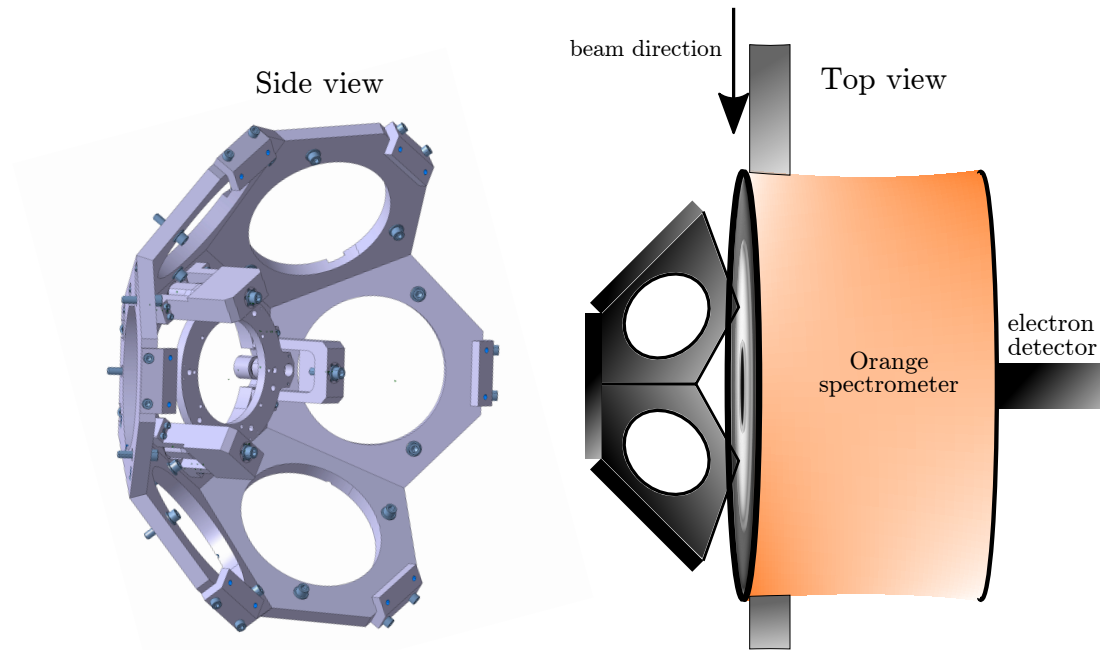 Side view
beam direction
Top view
electron
detector
Orange
spectrometer